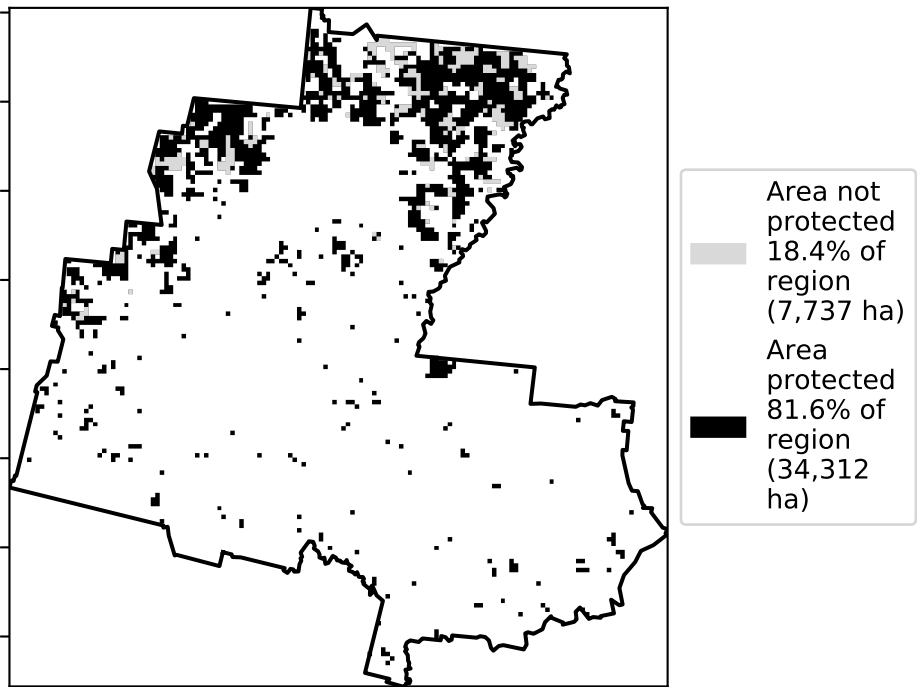 Area not
protected
18.4% of
region
(7,737 ha)
Area
protected
81.6% of
region
(34,312
ha)